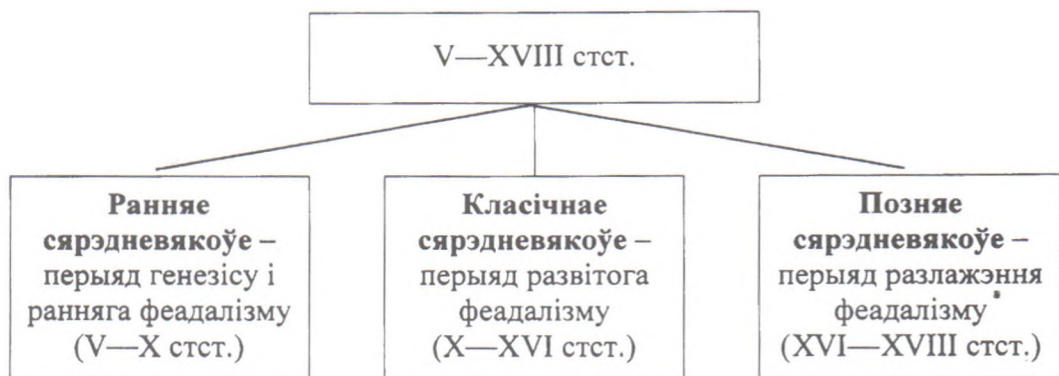 V—XVIII стст.
Ранняе
сярэдневякоўе –
перыяд генезісу і
ранняга феадалізму
(V—X стст.)
Класічнае
сярэдневякоўе –
перыяд развітога
феадалізму
(X—XVI стст.)
Позняе
сярэдневякоўе –
перыяд разлажэння
феадалізму
(XVI—XVIII стст.)